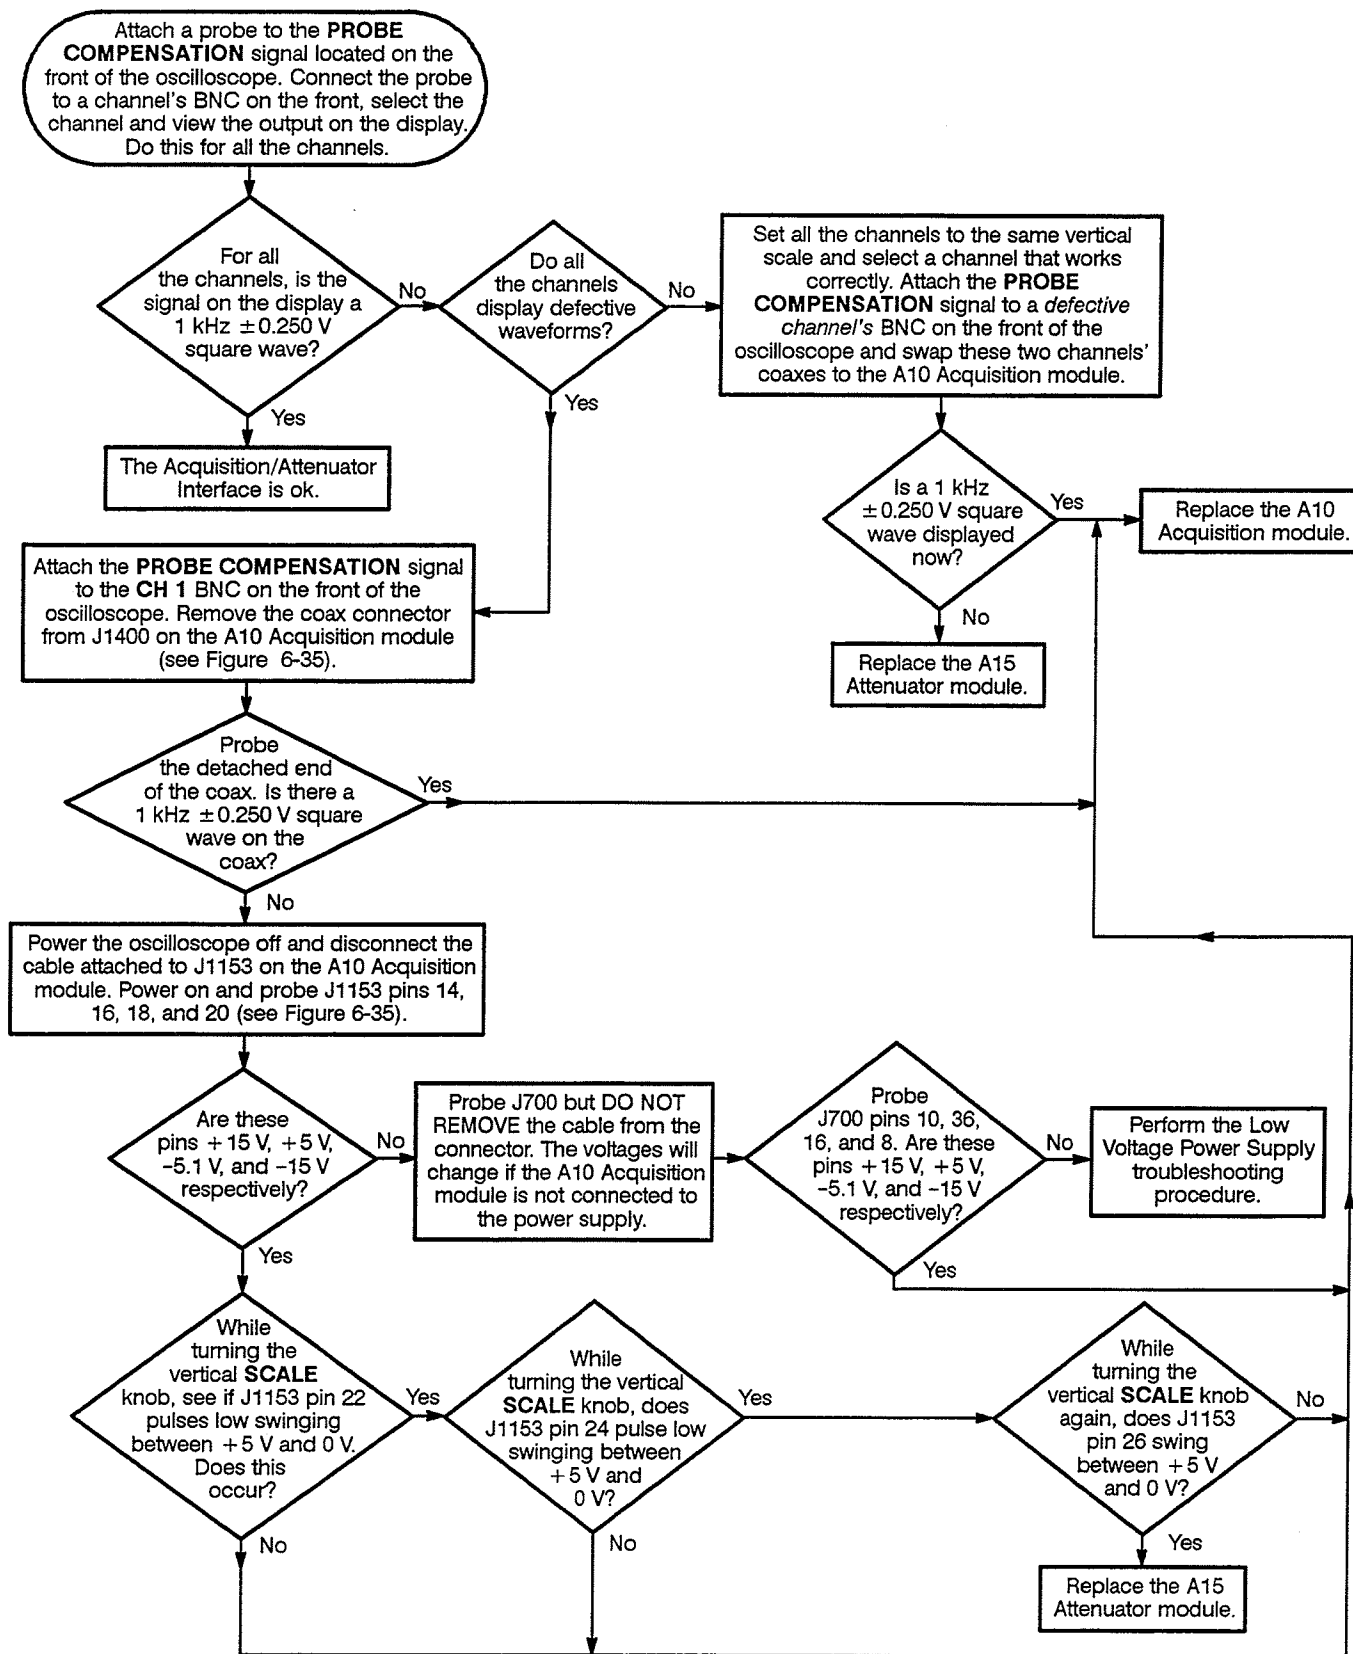 Attach a probe to the PROBE
COMPENSATION signal located on the
front of the oscilloscope. Connect the probe
to a channel's BNC on the front, select the
channel and view the output on the display.
Do this for all the channels.
For all
the channels, is the
signal on the display a
1 kHz ±0.250 V
square wave?
No
Yes
The Acquisition/Attenuator
Interface is ok.
Do all
the channels
display defective
waveforms?
No
Yes
Set all the channels to the same vertical
scale and select a channel that works
correctly. Attach the PROBE
COMPENSATION signal to a defective
channel's BNC on the front of the
oscilloscope and swap these two channels'
coaxes to the A10 Acquisition module.
Is a 1 kHz
±0.250 V square
wave displayed
now?
Yes
Replace the A10
Acquisition module.
No
Replace the A15
Attenuator module.
Attach the PROBE COMPENSATION signal
to the CH 1 BNC on the front of the
oscilloscope. Remove the coax connector
from J1400 on the A10 Acquisition module
(see Figure 6-35).
Probe
the detached end
of the coax. Is there a
1 kHz ±0.250 V square
wave on the
coax?
Yes
No
Power the oscilloscope off and disconnect the
cable attached to J1153 on the A10 Acquisition
module. Power on and probe J1153 pins 14,
16, 18, and 20 (see Figure 6-35).
Are these
pins +15 V, +5 V,
–5.1 V, and –15 V
respectively?
No
Yes
Probe J700 but DO NOT
REMOVE the cable from the
connector. The voltages will
change if the A10 Acquisition
module is not connected to
the power supply.
Probe
J700 pins 10, 36,
16, and 8. Are these
pins +15 V, +5 V,
–5.1 V, and –15 V
respectively?
No
Yes
Perform the Low
Voltage Power Supply
troubleshooting
procedure.
While
turning the
vertical SCALE
knob, see if J1153 pin 22
pulses low swinging
between +5 V and 0 V.
Does this
occur?
Yes
No
While
turning the vertical
SCALE knob, does
J1153 pin 24 pulse low
swinging between
+5 V and
0 V?
Yes
No
While
turning the
vertical SCALE knob
again, does J1153
pin 26 swing
between +5 V
and 0 V?
No
Yes
Replace the A15
Attenuator module.